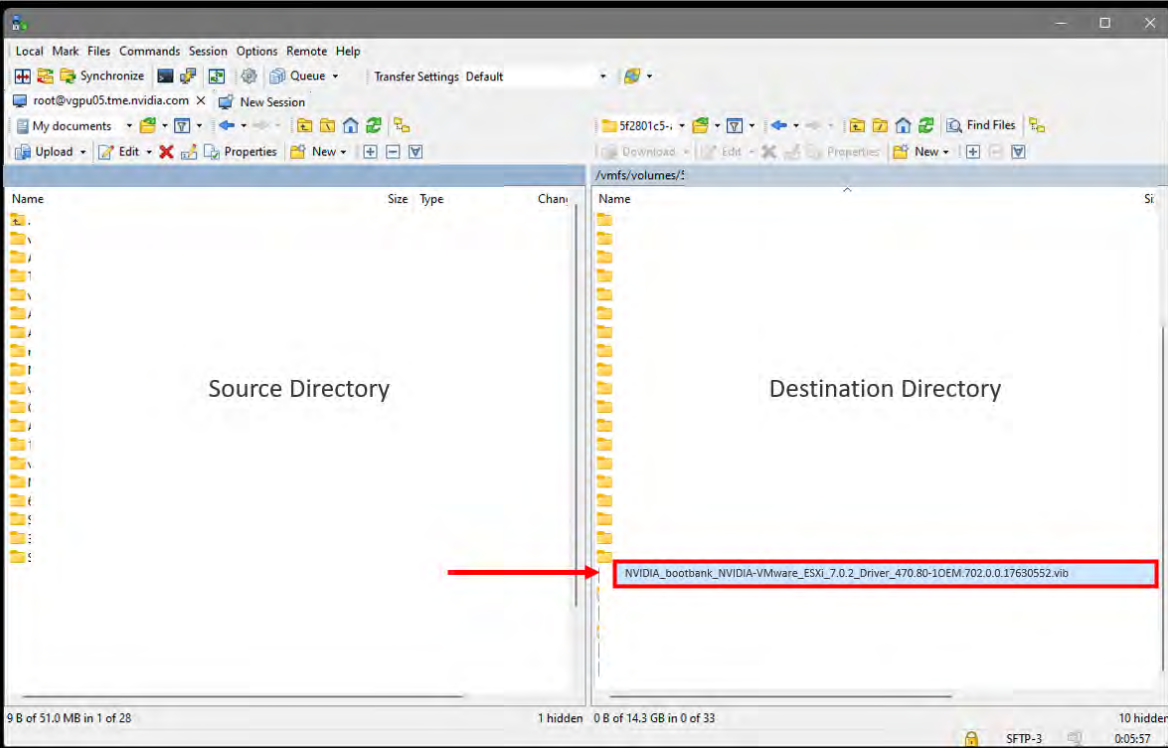 Local Mark Files Commands Session Options Remote Help
Synchronize Queue Transfer Settings Default
root@vgpu05.tme.nvidia.com × New Session
My documents
5f2801c5-. Find Files
Upload Edit Properties New
Download Edit Properties New
/vmfs/volumes/5
Name Size Type Chan
Name Si
Source Directory
Destination Directory
NVIDIA_bootbank_NVIDIA-VMware_ESXi_7.0.2_Driver_470.80-1OEM.702.0.0.17630552.vib
9 B of 51.0 MB in 1 of 28
1 hidden
0 B of 14.3 GB in 0 of 33
10 hidden
SFTP-3 0:05:57